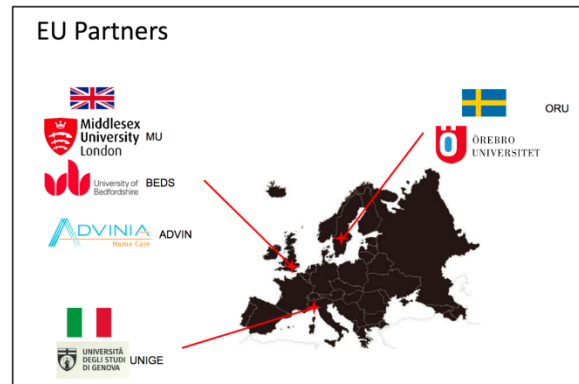 EU Partners
Middlesex
University
London
MU
University of
Bedfordshire
BEDS
ADVINIA
Home Care
ADVIN
UNIVERSITÀ
DEGLI STUDI
DI GENOVA
UNIGE
ORU
ÖREBRO
UNIVERSITET